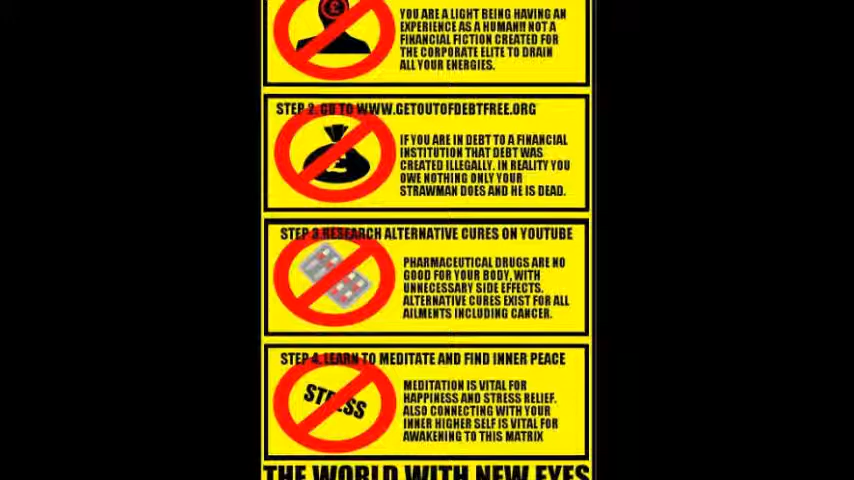 £
YOU ARE A LIGHT BEING HAVING AN
EXPERIENCE AS A HUMAN!! NOT A
FINANCIAL FICTION CREATED FOR
THE CORPORATE ELITE TO DRAIN
ALL YOUR ENERGIES.
STEP 2. GO TO WWW.GETOUTOFDEBTFREE.ORG
£
IF YOU ARE IN DEBT TO A FINANCIAL
INSTITUTION THAT DEBT WAS
CREATED ILLEGALLY. IN REALITY YOU
OWE NOTHING ONLY YOUR
STRAWMAN DOES AND HE IS DEAD.
STEP 3.RESEARCH ALTERNATIVE CURES ON YOUTUBE
PHARMACEUTICAL DRUGS ARE NO
GOOD FOR YOUR BODY, WITH
UNNECESSARY SIDE EFFECTS.
ALTERNATIVE CURES EXIST FOR ALL
AILMENTS INCLUDING CANCER.
STEP 4. LEARN TO MEDITATE AND FIND INNER PEACE
STRESS
MEDITATION IS VITAL FOR
HAPPINESS AND STRESS RELIEF.
ALSO CONNECTING WITH YOUR
INNER HIGHER SELF IS VITAL FOR
AWAKENING TO THIS MATRIX
THE WORLD WITH NEW EYES